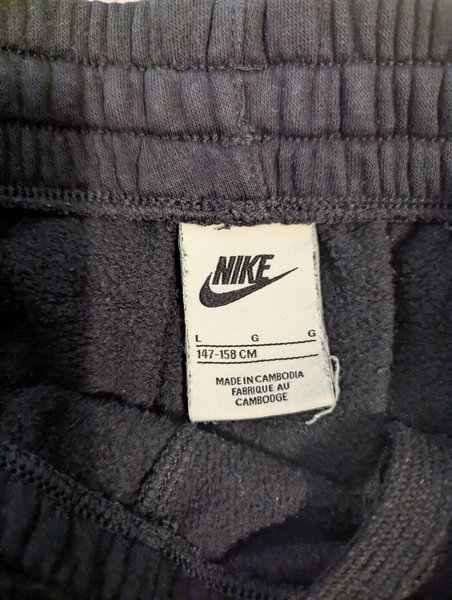 NIKE
L G G
147-158 CM
MADE IN CAMBODIA
FABRIQUE AU
CAMBODGE